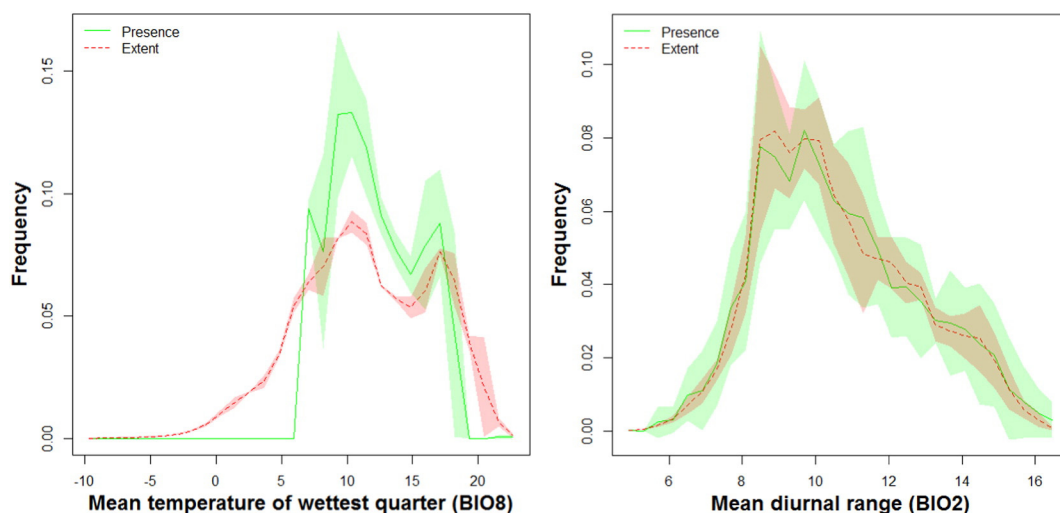 Presence
Extent
Frequency
0.15
0.10
0.05
0.00
-10 -5 0 5 10 15 20
Mean temperature of wettest quarter (BIO8)
Presence
Extent
Frequency
0.10
0.08
0.06
0.04
0.02
0.00
6 8 10 12 14 16
Mean diurnal range (BIO2)